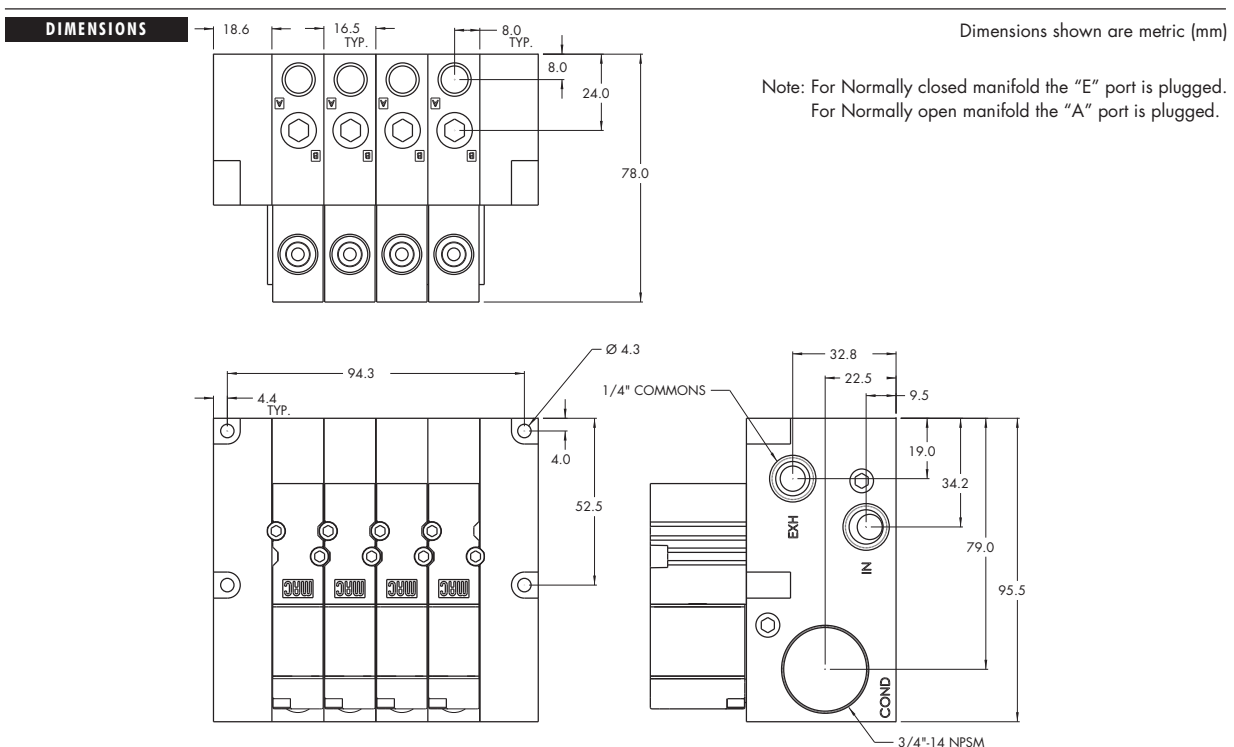 DIMENSIONS
Dimensions shown are metric (mm)
Note: For Normally closed manifold the “E” port is plugged.
For Normally open manifold the “A” port is plugged.
18.6
16.5
TYP.
8.0
TYP.
8.0
24.0
78.0
A
A
A
A
B
B
B
B
94.3
Ø 4.3
4.4
TYP.
4.0
52.5
MAC
MAC
MAC
MAC
1/4" COMMONS
32.8
22.5
9.5
19.0
34.2
79.0
95.5
EXH
IN
COND
3/4"-14 NPSM